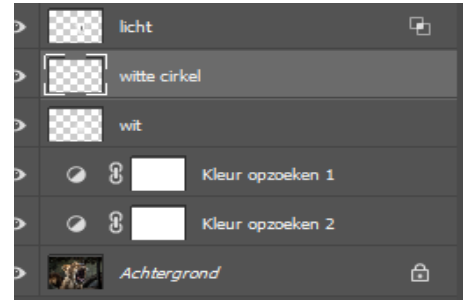 licht
witte cirkel
wit
Kleur opzoeken 1
Kleur opzoeken 2
Achtergrond